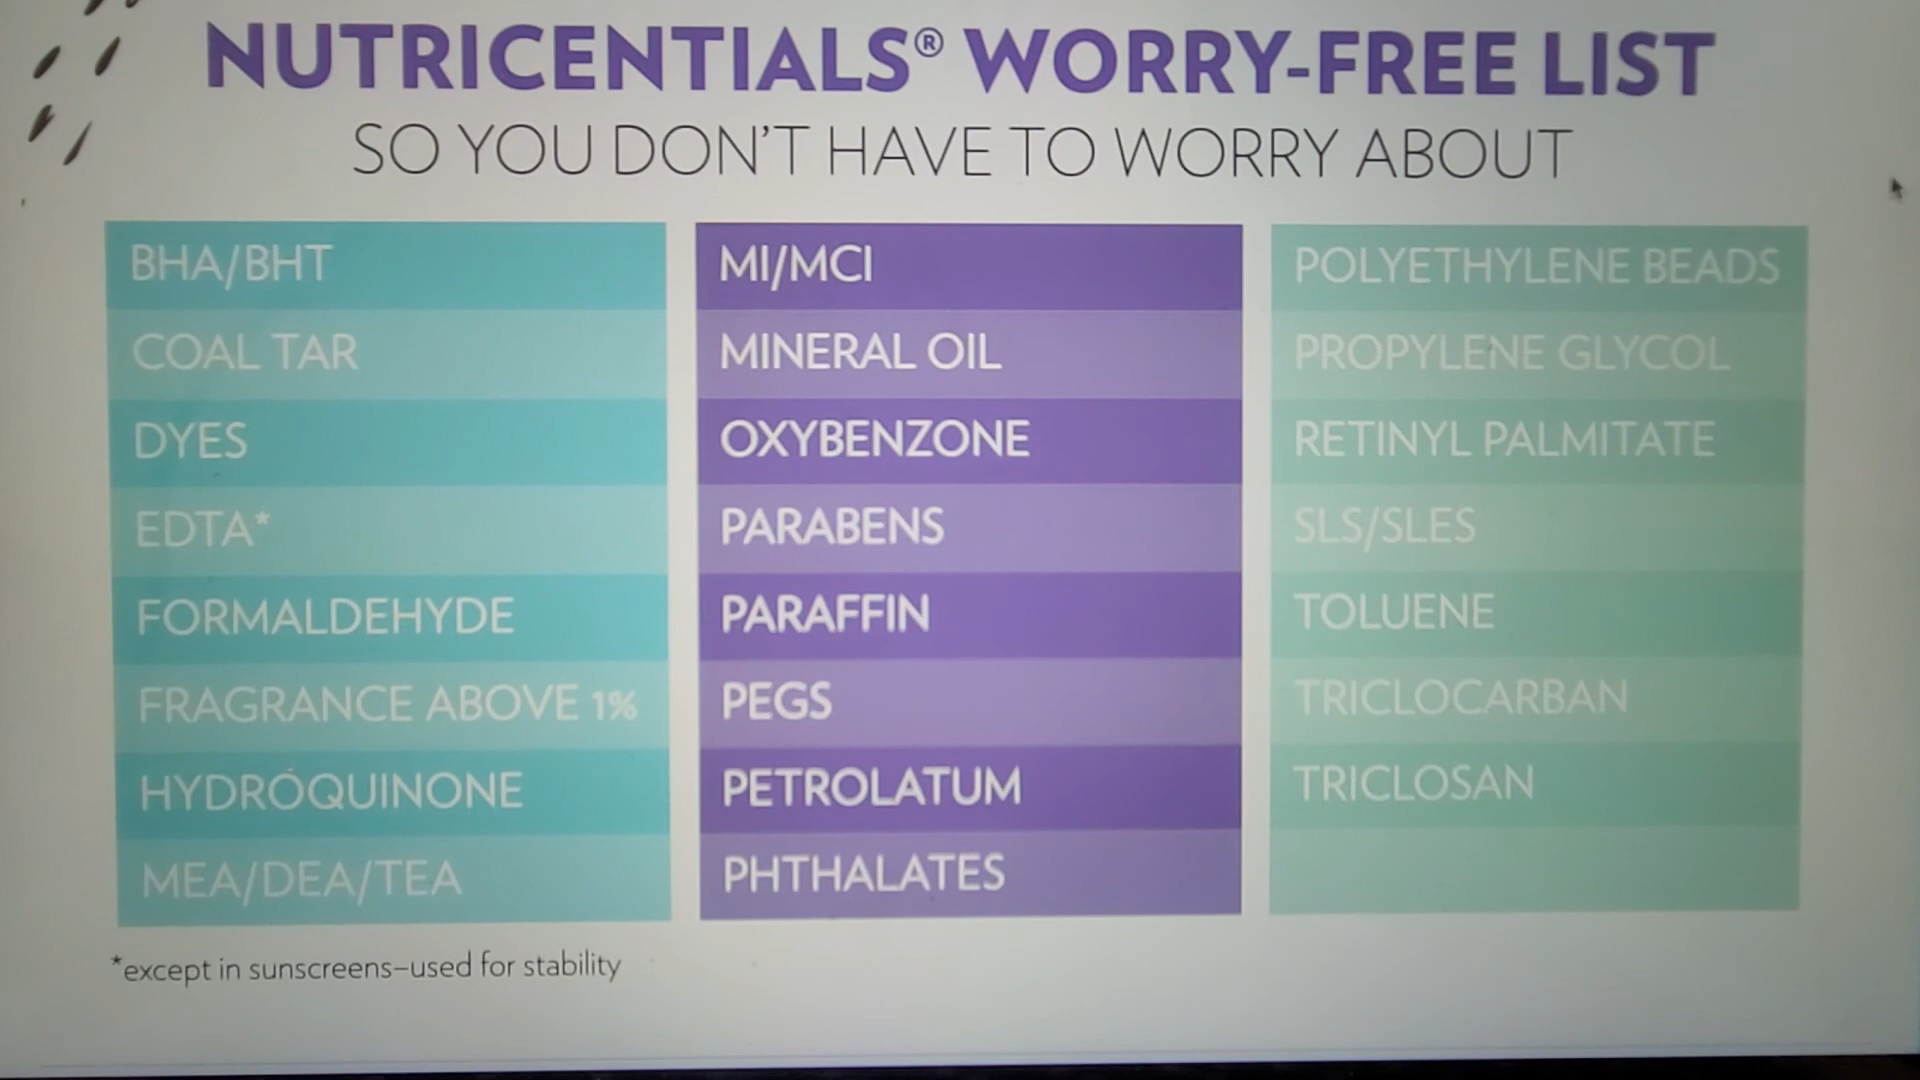 NUTRICENTIALS® WORRY-FREE LIST
SO YOU DON'T HAVE TO WORRY ABOUT
BHA/BHT
COAL TAR
DYES
EDTA*
FORMALDEHYDE
FRAGRANCE ABOVE 1%
HYDROQUINONE
MEA/DEA/TEA
MI/MCI
MINERAL OIL
OXYBENZONE
PARABENS
PARAFFIN
PEGS
PETROLATUM
PHTHALATES
POLYETHYLENE BEADS
PROPYLENE GLYCOL
RETINYL PALMITATE
SLS/SLES
TOLUENE
TRICLOCARBAN
TRICLOSAN
*except in sunscreens–used for stability